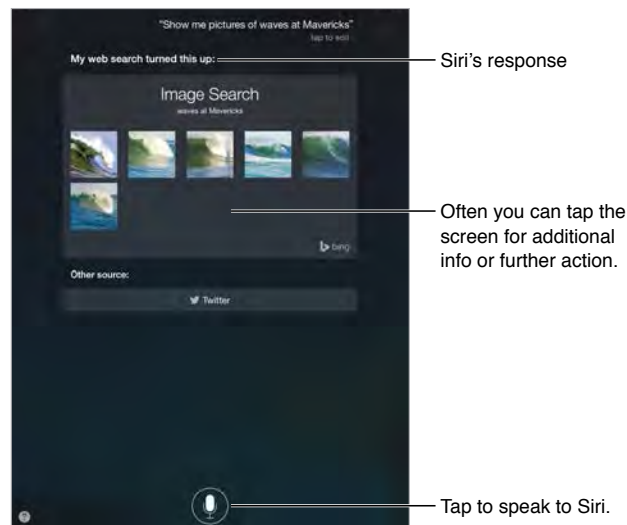 "Show me pictures of waves at Mavericks"
tap to edit
My web search turned this up:
Siri's response
Image Search
waves at Mavericks
Often you can tap the
screen for additional
info or further action.
bing
Other source:
Twitter
Tap to speak to Siri.
?